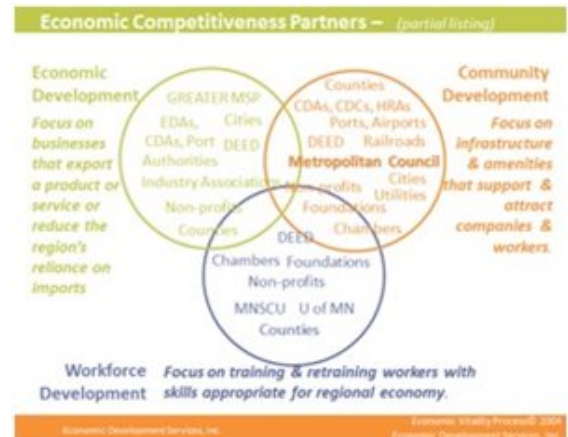 Economic Competitiveness Partners – (partial listing)
Economic
Development
Focus on
businesses
that export
a product or
service or
reduce the
region's
reliance on
imports
GREATER MSP
EDAs, Cities
CDAs, Port DEED
Authorities
Industry Associations
Non-profits
Counties
Counties
CDAs, CDCs, HRAs
Ports, Airports
DEED Railroads
Metropolitan Council
Non-profits Cities
Utilities
Foundations
Chambers
Community
Development
Focus on
infrastructure
& amenities
that support &
attract
companies &
workers.
DEED
Chambers Foundations
Non-profits
MNSCU U of MN
Counties
Workforce
Development
Focus on training & retraining workers with
skills appropriate for regional economy.
Economic Development Services, Inc.
Economic Vitality Process© 2004
Economic Development Services, Inc.